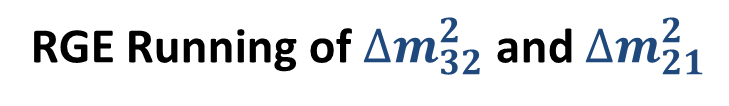 RGE Running of Δm²₃₂ and Δm²₂₁